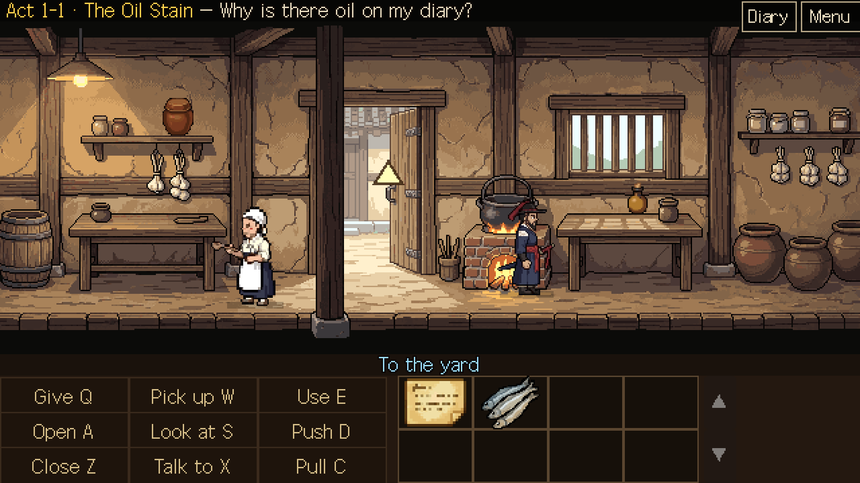 Act 1-1 · The Oil Stain — Why is there oil on my diary?
Diary Menu
To the yard
Give Q Pick up W Use E
Open A Look at S Push D
Close Z Talk to X Pull C